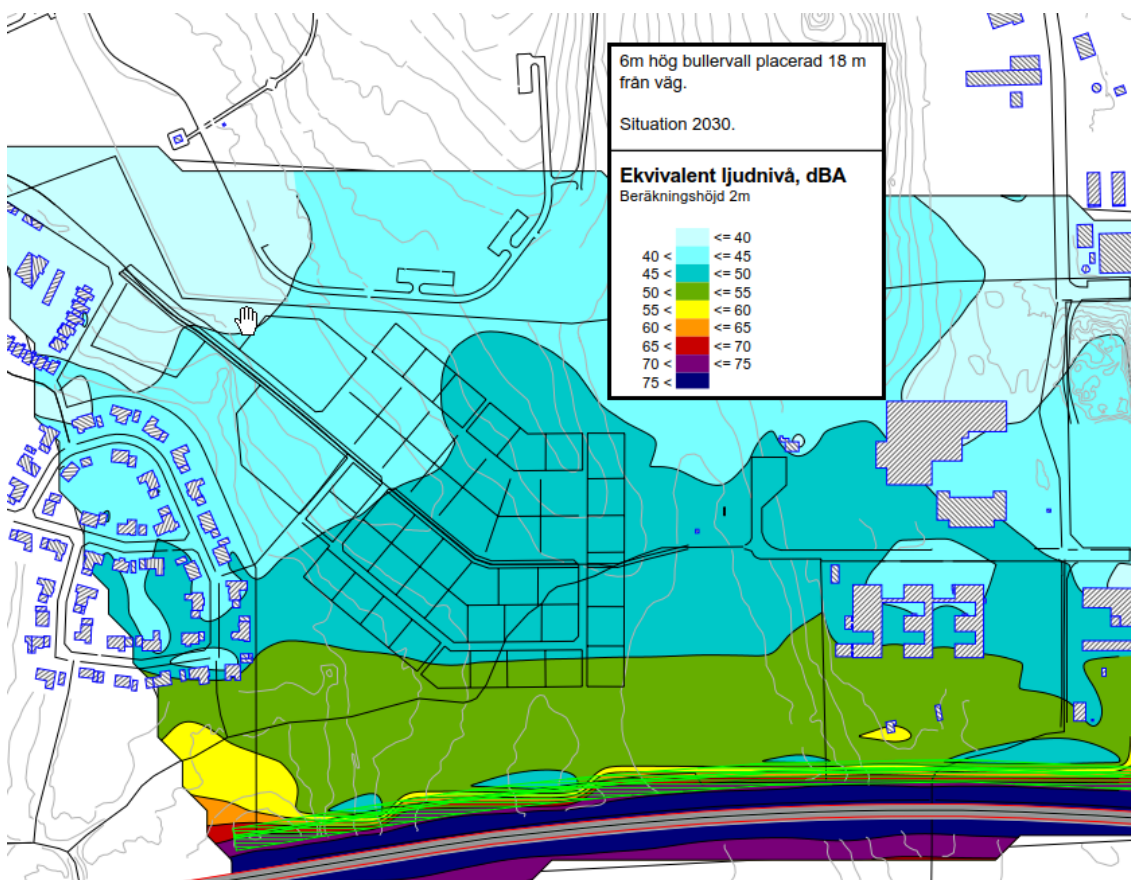 6m hög bullervall placerad 18 m
från väg.
Situation 2030.
Ekvivalent ljudnivå, dBA
Beräkningshöjd 2m
<= 40
40 < <= 45
45 < <= 50
50 < <= 55
55 < <= 60
60 < <= 65
65 < <= 70
70 < <= 75
75 <